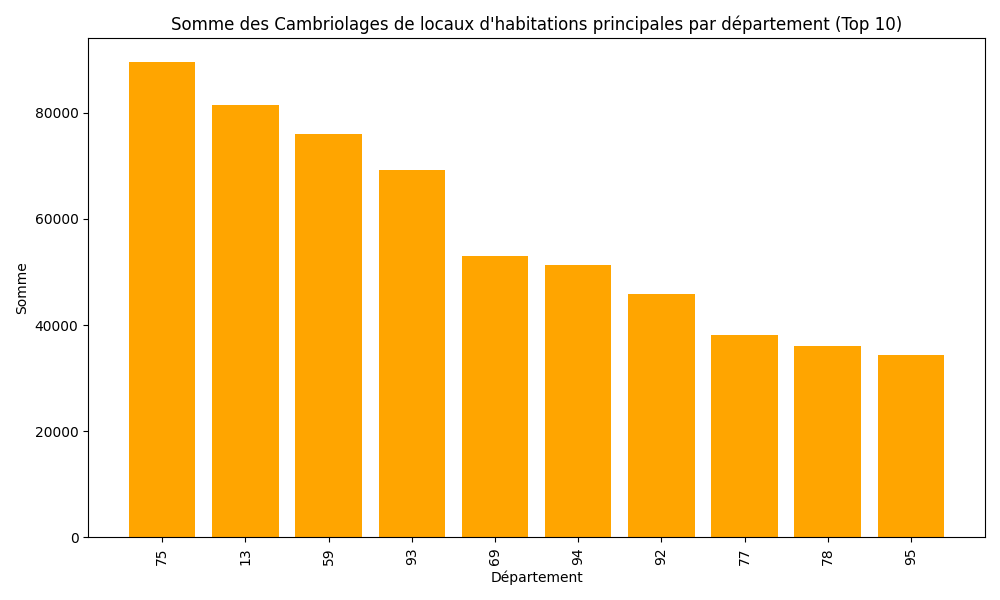 Somme des Cambriolages de locaux d'habitations principales par département (Top 10)
Somme
80000
60000
40000
20000
0
75 13 59 93 69 94 92 77 78 95
Département